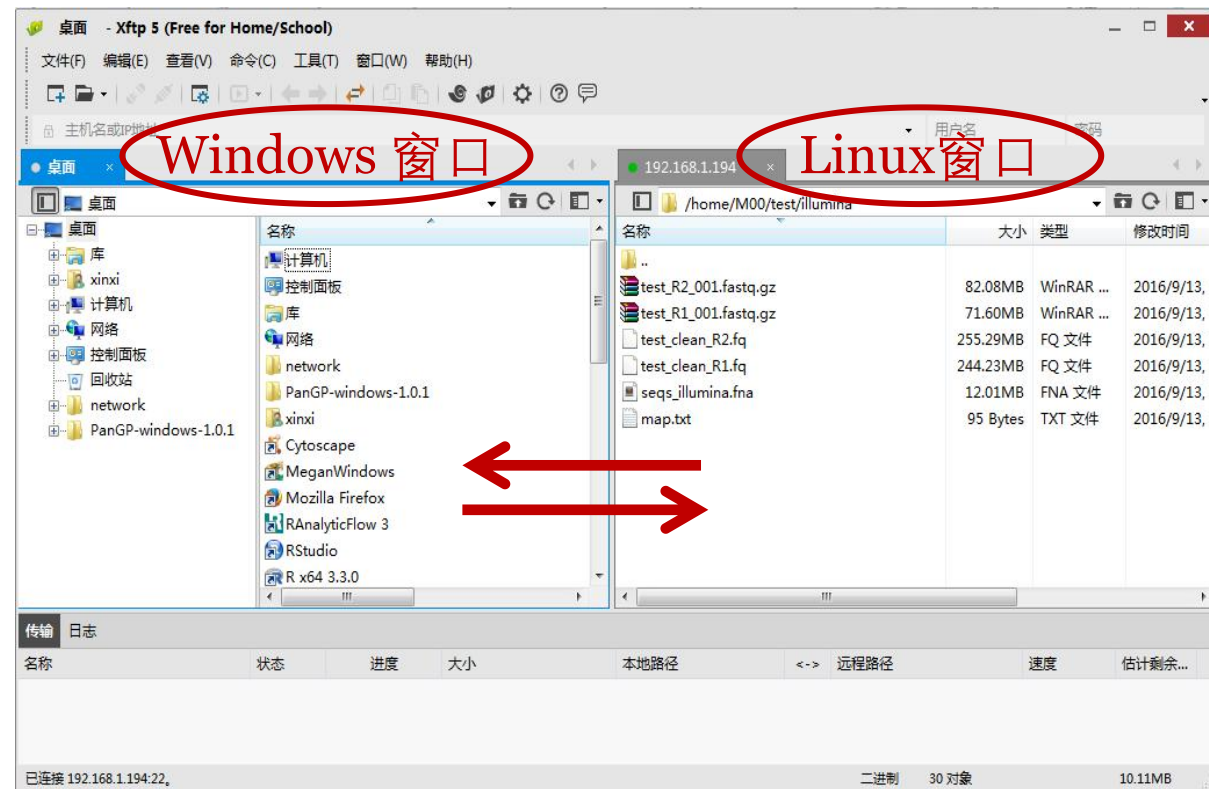 桌面 - Xftp 5 (Free for Home/School)
文件(F) 编辑(E) 查看(V) 命令(C) 工具(T) 窗口(W) 帮助(H)
主机名或IP地址 用户名 密码
桌面 × Windows 窗口 192.168.1.194 × Linux窗口
桌面 /home/M00/test/illumina
桌面
库
xinxi
计算机
网络
控制面板
回收站
network
PanGP-windows-1.0.1
名称
计算机
控制面板
库
网络
network
PanGP-windows-1.0.1
xinxi
Cytoscape
MeganWindows
Mozilla Firefox
RAnalyticFlow 3
RStudio
R x64 3.3.0
名称 大小 类型 修改时间
..
test_R2_001.fastq.gz 82.08MB WinRAR ... 2016/9/13,
test_R1_001.fastq.gz 71.60MB WinRAR ... 2016/9/13,
test_clean_R2.fq 255.29MB FQ 文件 2016/9/13,
test_clean_R1.fq 244.23MB FQ 文件 2016/9/13,
seqs_illumina.fna 12.01MB FNA 文件 2016/9/13,
map.txt 95 Bytes TXT 文件 2016/9/13,
传输 日志
名称 状态 进度 大小 本地路径 <-> 远程路径 速度 估计剩余...
已连接 192.168.1.194:22。 二进制 30 对象 10.11MB